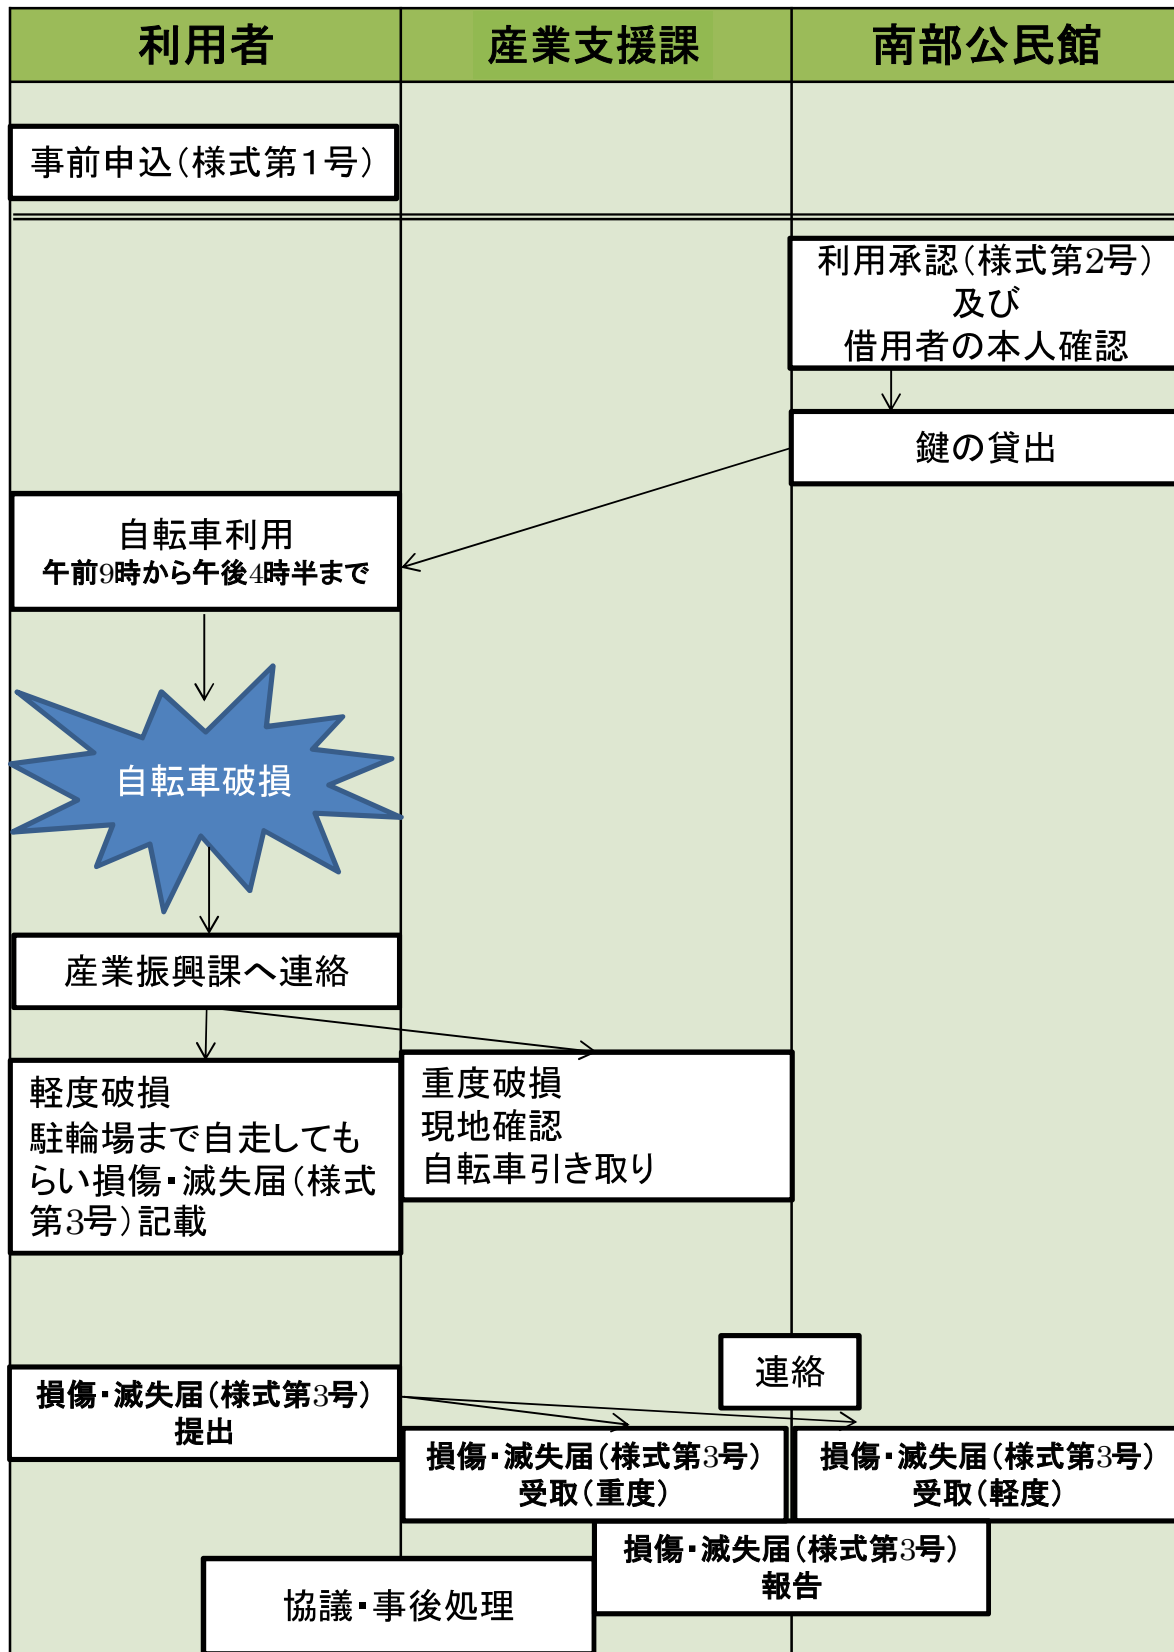 利用者
産業支援課
南部公民館
事前申込(様式第1号)
利用承認(様式第2号)
及び
借用者の本人確認
鍵の貸出
自転車利用
午前9時から午後4時半まで
自転車破損
産業振興課へ連絡
軽度破損
駐輪場まで自走しても
らい損傷・滅失届(様式
第3号)記載
重度破損
現地確認
自転車引き取り
連絡
損傷・滅失届(様式第3号)
提出
損傷・滅失届(様式第3号)
受取(重度)
損傷・滅失届(様式第3号)
受取(軽度)
損傷・滅失届(様式第3号)
報告
協議・事後処理